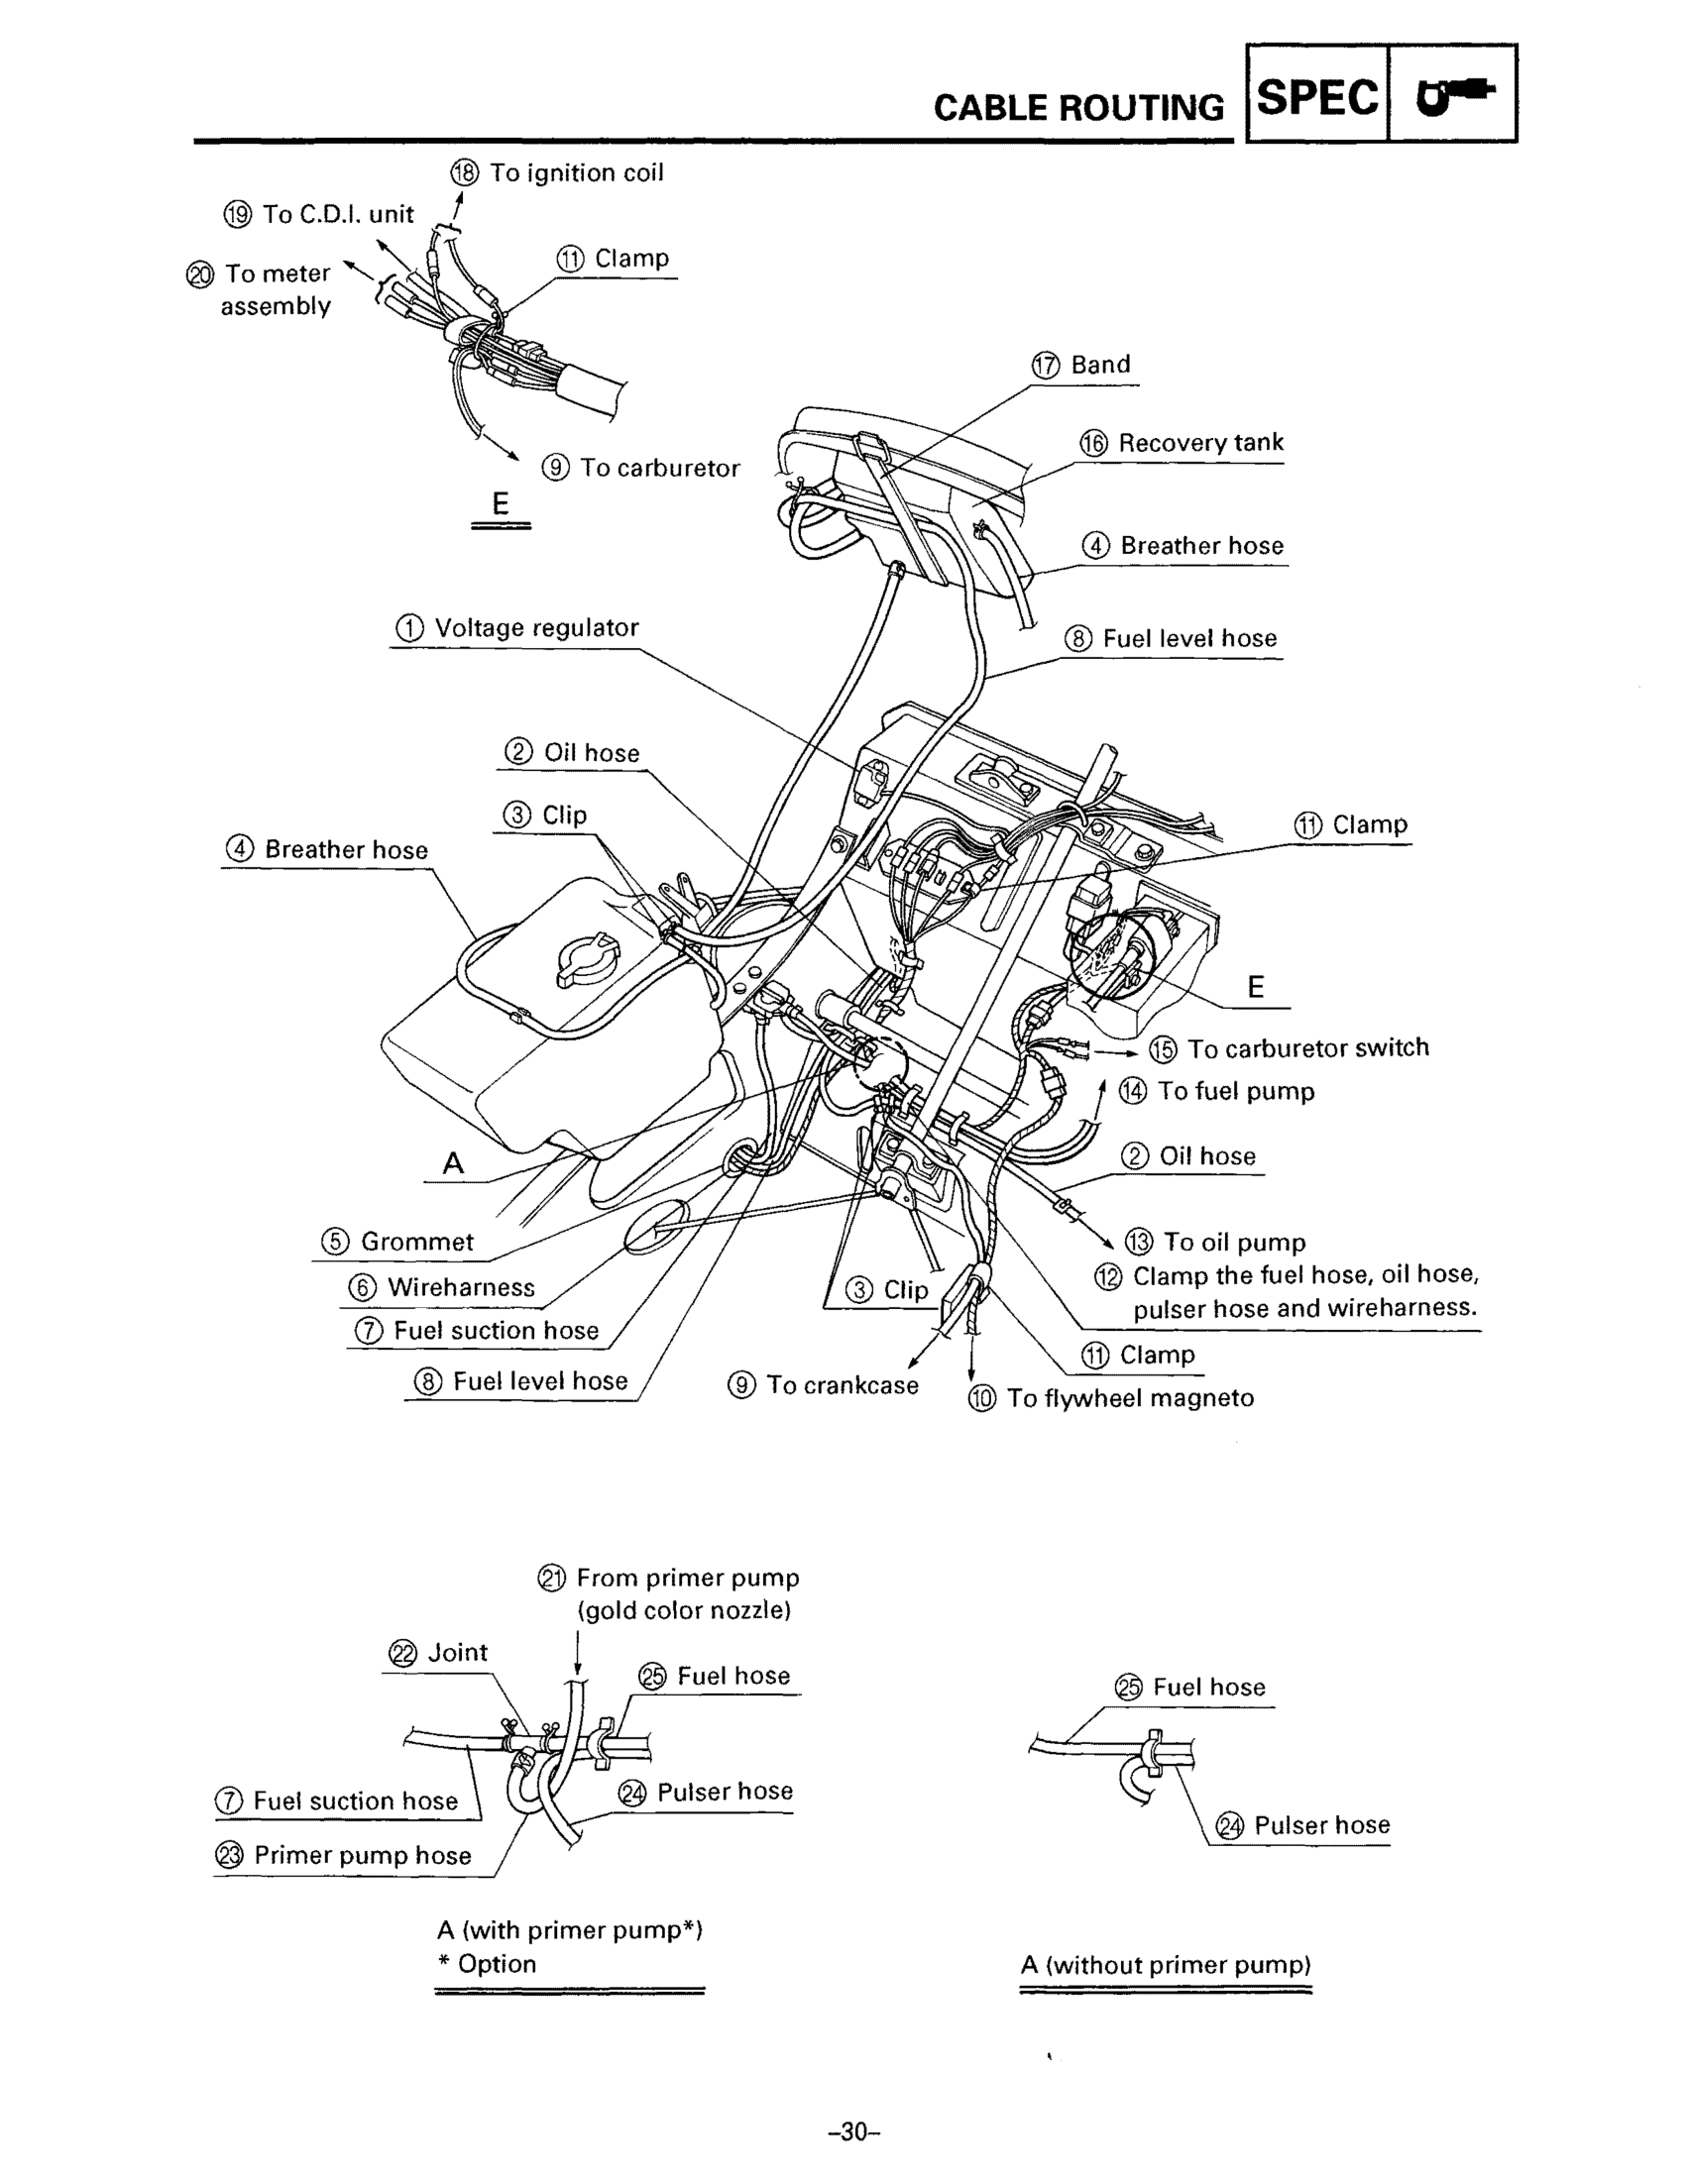 CABLE ROUTING SPEC
⑱ To ignition coil
⑲ To C.D.I. unit
⑪ Clamp
⑳ To meter
assembly
⑰ Band
⑯ Recovery tank
⑨ To carburetor
E
④ Breather hose
① Voltage regulator
⑧ Fuel level hose
② Oil hose
③ Clip
⑪ Clamp
④ Breather hose
E
⑮ To carburetor switch
⑭ To fuel pump
A
② Oil hose
⑤ Grommet
⑬ To oil pump
⑥ Wireharness
③ Clip
⑫ Clamp the fuel hose, oil hose,
pulser hose and wireharness.
⑦ Fuel suction hose
⑪ Clamp
⑧ Fuel level hose
⑨ To crankcase
⑩ To flywheel magneto
㉑ From primer pump
(gold color nozzle)
㉒ Joint
㉕ Fuel hose
㉕ Fuel hose
⑦ Fuel suction hose
㉔ Pulser hose
㉔ Pulser hose
㉓ Primer pump hose
A (with primer pump*)
* Option
A (without primer pump)
–30–